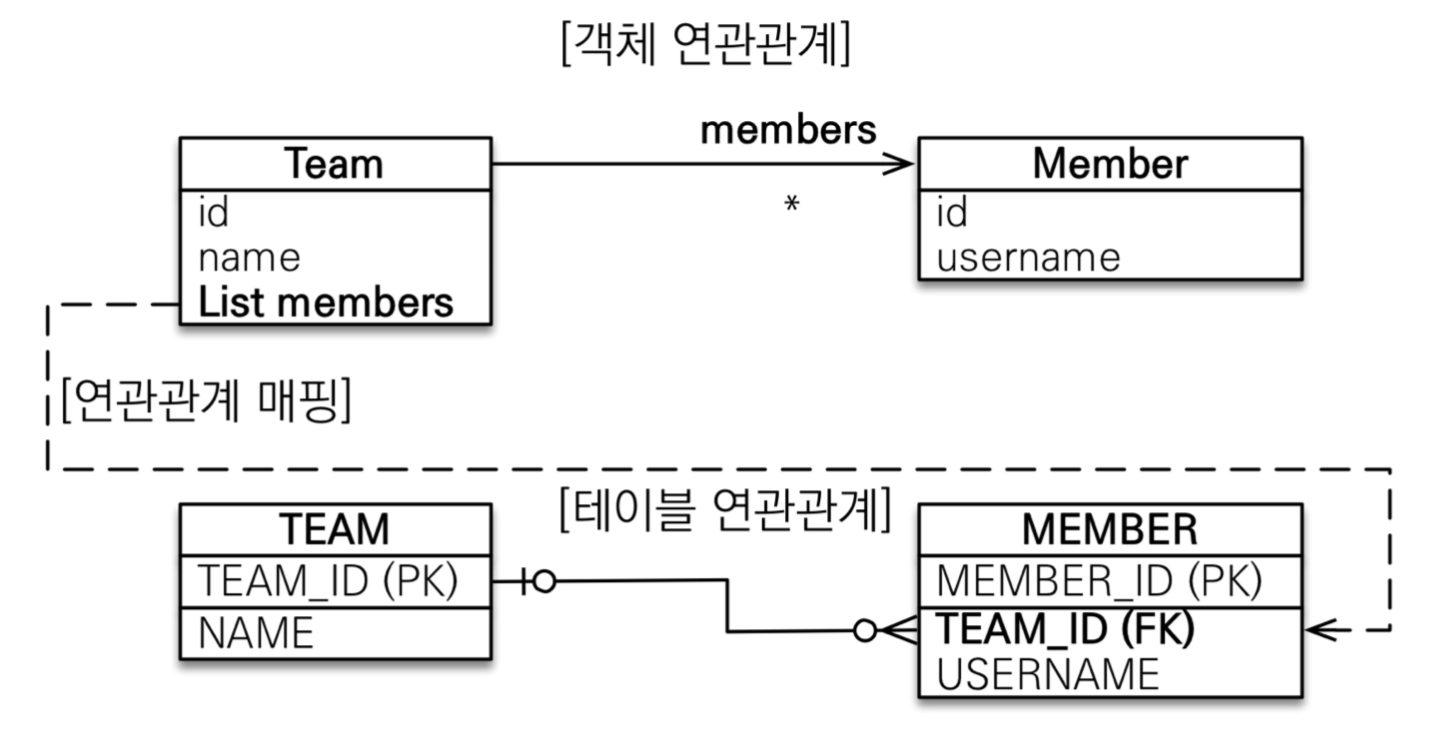 [객체 연관관계]
members
Team
Member
*
id
name
List members
id
username
[연관관계 매핑]
[테이블 연관관계]
TEAM
TEAM_ID (PK)
NAME
MEMBER
MEMBER_ID (PK)
TEAM_ID (FK)
USERNAME